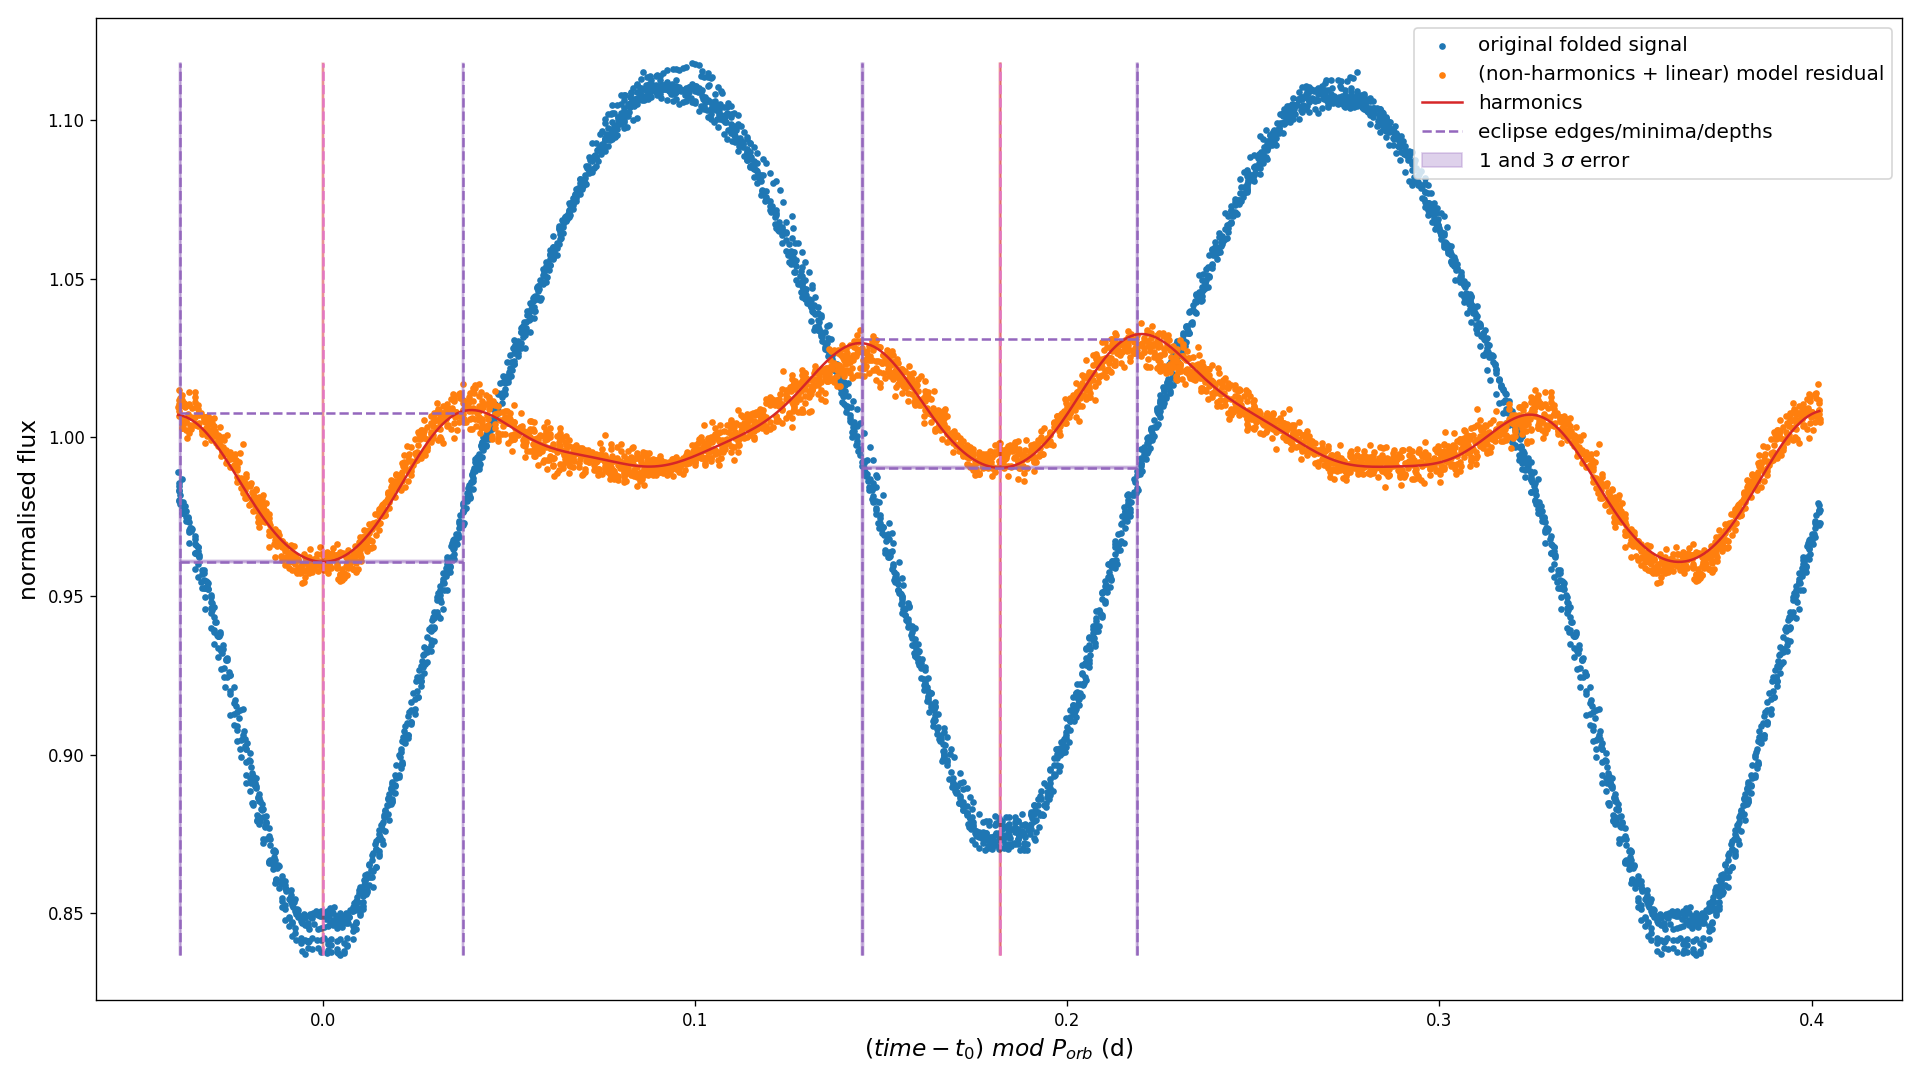 original folded signal
(non-harmonics + linear) model residual
harmonics
eclipse edges/minima/depths
1 and 3 σ error
normalised flux
1.10
1.05
1.00
0.95
0.90
0.85
0.0 0.1 0.2 0.3 0.4
(time − t₀) mod Pₒᵣb (d)